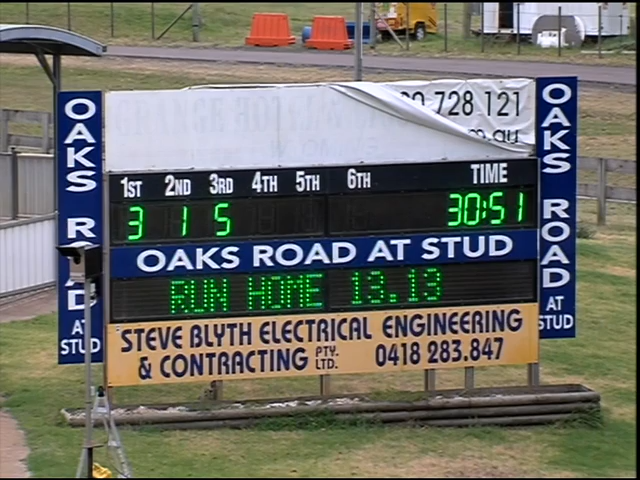 728 121
OAKS ROAD AT STUD
1ST 2ND 3RD 4TH 5TH 6TH TIME
3 1 5 30:51
OAKS ROAD AT STUD
RUN HOME 13.13
STEVE BLYTH ELECTRICAL ENGINEERING
& CONTRACTING PTY. LTD. 0418 283.847
OAKS ROAD AT STUD